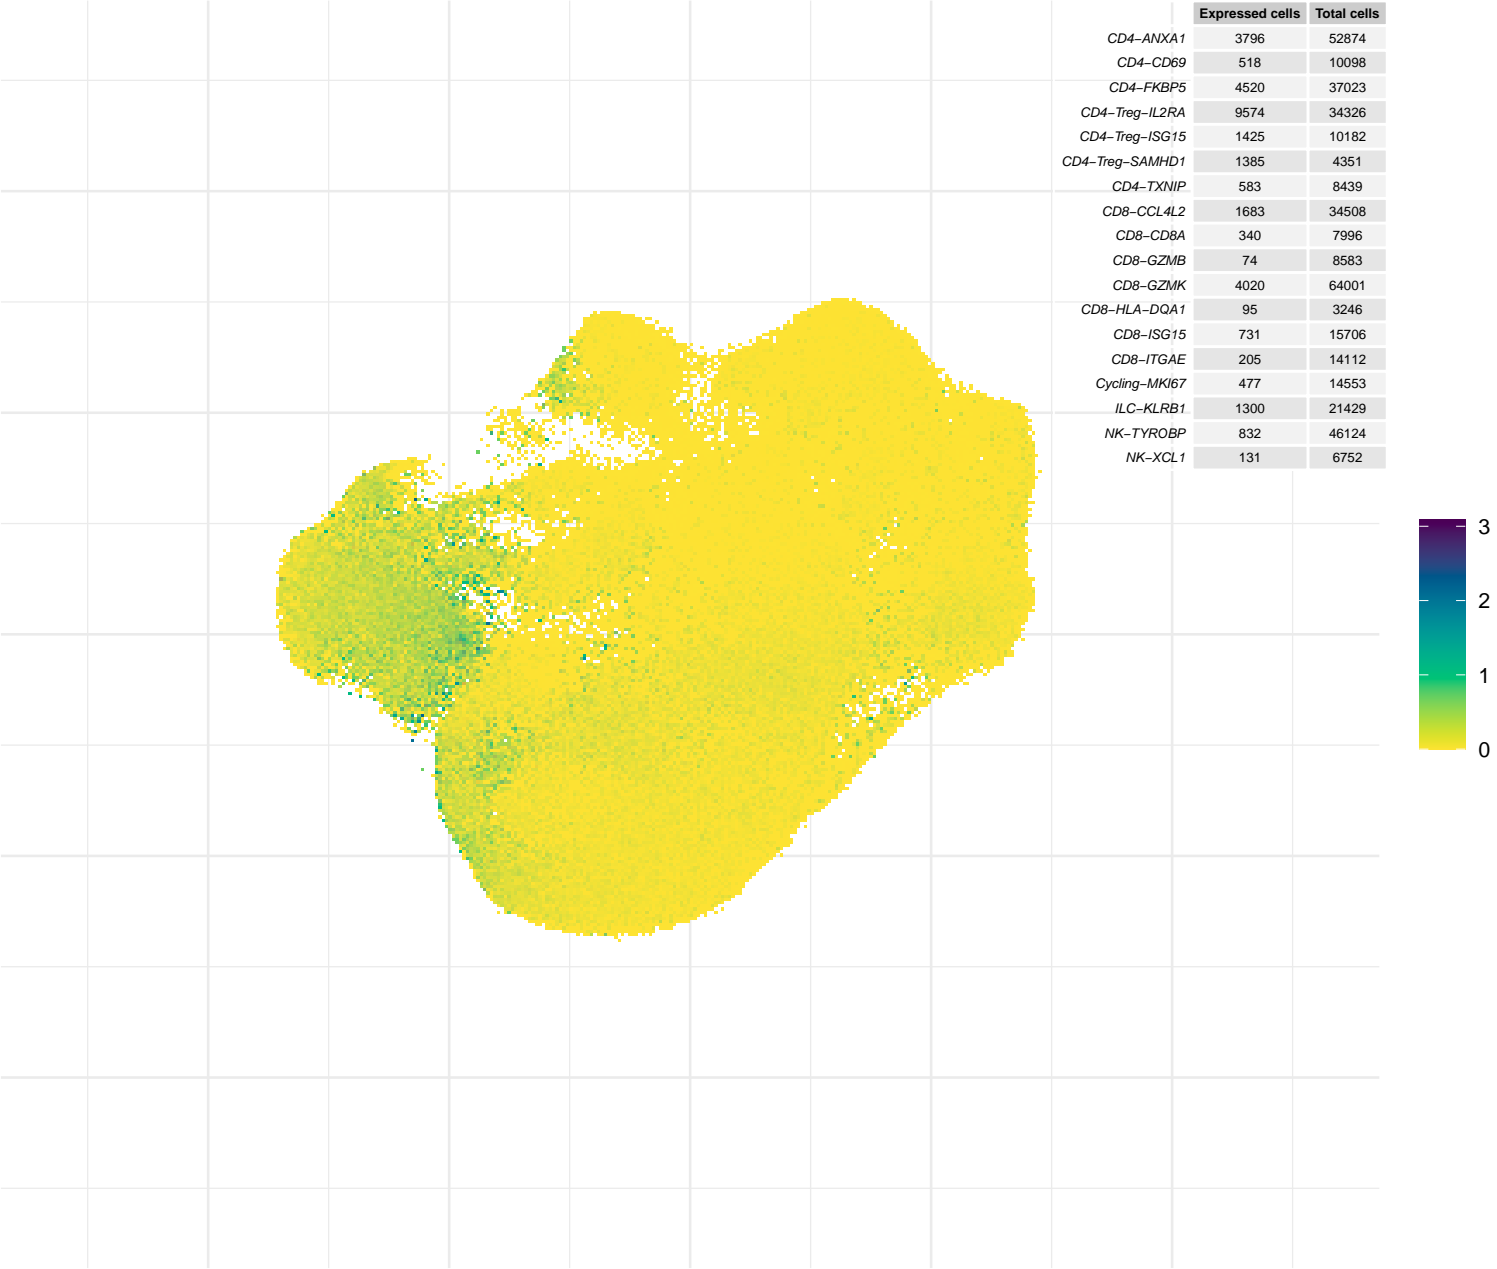 Expressed cells Total cells
CD4−ANXA1 3796 52874
CD4−CD69 518 10098
CD4−FKBP5 4520 37023
CD4−Treg−IL2RA 9574 34326
CD4−Treg−ISG15 1425 10182
CD4−Treg−SAMHD1 1385 4351
CD4−TXNIP 583 8439
CD8−CCL4L2 1683 34508
CD8−CD8A 340 7996
CD8−GZMB 74 8583
CD8−GZMK 4020 64001
CD8−HLA−DQA1 95 3246
CD8−ISG15 731 15706
CD8−ITGAE 205 14112
Cycling−MKI67 477 14553
ILC−KLRB1 1300 21429
NK−TYROBP 832 46124
NK−XCL1 131 6752
3
2
1
0